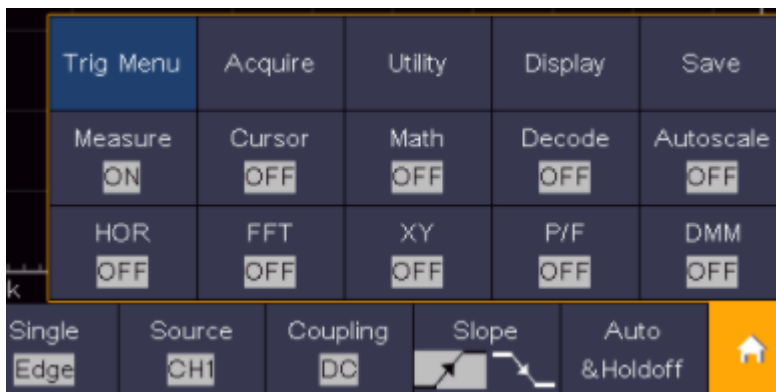 Trig Menu Acquire Utility Display Save
Measure Cursor Math Decode Autoscale
ON OFF OFF OFF OFF
HOR FFT XY P/F DMM
OFF OFF OFF OFF OFF
k
Single Source Coupling Slope Auto
Edge CH1 DC &Holdoff